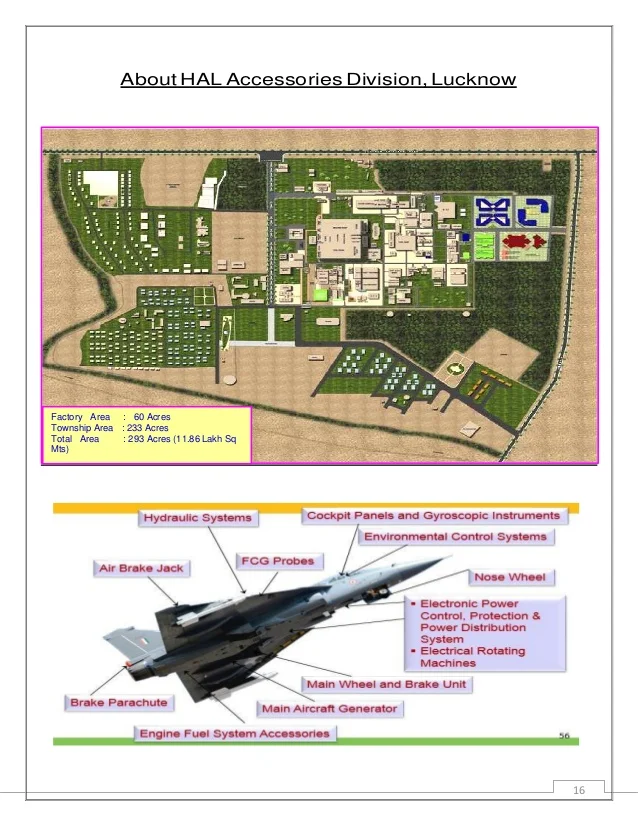 About HAL Accessories Division, Lucknow
Factory Area : 60 Acres
Township Area : 233 Acres
Total Area : 293 Acres (11.86 Lakh Sq
Mts)
Hydraulic Systems
Cockpit Panels and Gyroscopic Instruments
Environmental Control Systems
FCG Probes
Air Brake Jack
Nose Wheel
▪ Electronic Power
Control, Protection &
Power Distribution
System
▪ Electrical Rotating
Machines
Main Wheel and Brake Unit
Brake Parachute
Main Aircraft Generator
Engine Fuel System Accessories
56
16